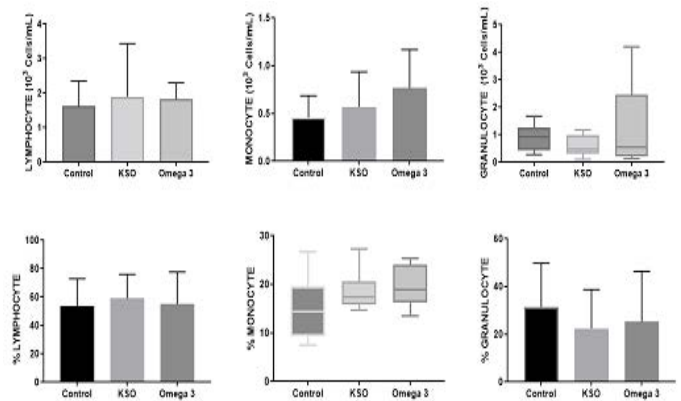 LYMPHOCYTE (10³ Cells/mL)
4
3
2
1
0
Control KSO Omega 3
MONOCYTE (10³ Cells/mL)
1.5
1.0
0.5
0.0
Control KSO Omega 3
GRANULOCYTE (10³ Cells/mL)
5
4
3
2
1
0
Control KSO Omega 3
% LYMPHOCYTE
100
80
60
40
20
0
Control KSO Omega 3
% MONOCYTE
30
20
10
0
Control KSO Omega 3
% GRANULOCYTE
60
40
20
0
Control KSO Omega 3